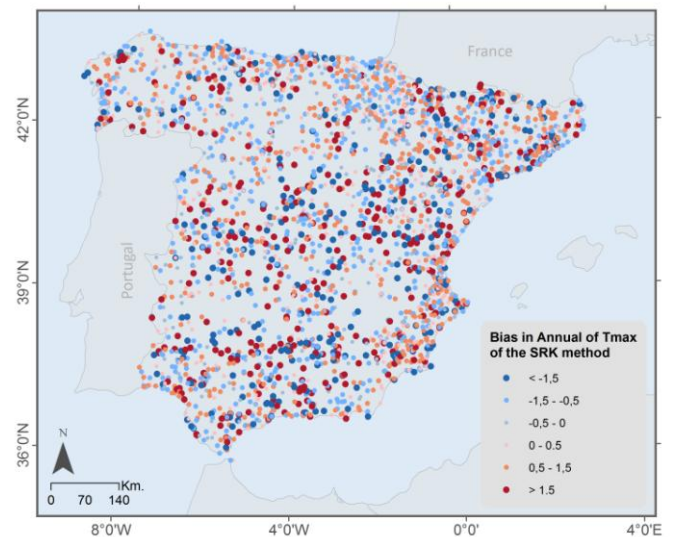 France
42°0'N
Portugal
39°0'N
36°0'N
Bias in Annual of Tmax
of the SRK method
< -1,5
-1,5 - -0,5
-0,5 - 0
0 - 0.5
0,5 - 1,5
> 1.5
N
Km.
0 70 140
8°0'W 4°0'W 0°0' 4°0'E